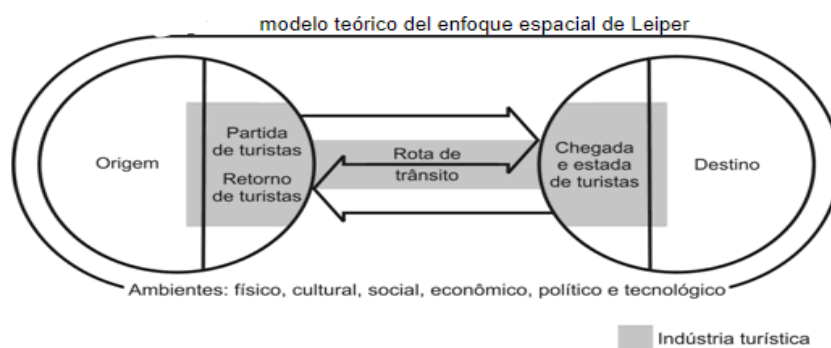 modelo teórico del enfoque espacial de Leiper
Origem
Partida
de turistas
Retorno
de turistas
Rota de
trânsito
Chegada
e estada
de turistas
Destino
Ambientes: físico, cultural, social, econômico, político e tecnológico
Indústria turística